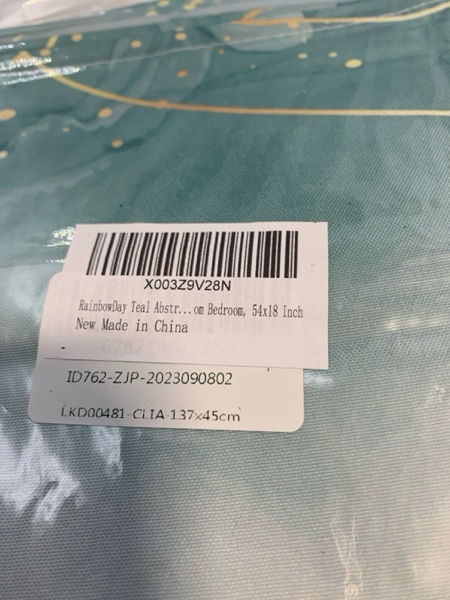 X003Z9V28N
RainbowDay Teal Abstr...om Bedroom, 54x18 Inch
New Made in China
ID762-ZJP-2023090802
LKD00481-CLIA-137x45cm